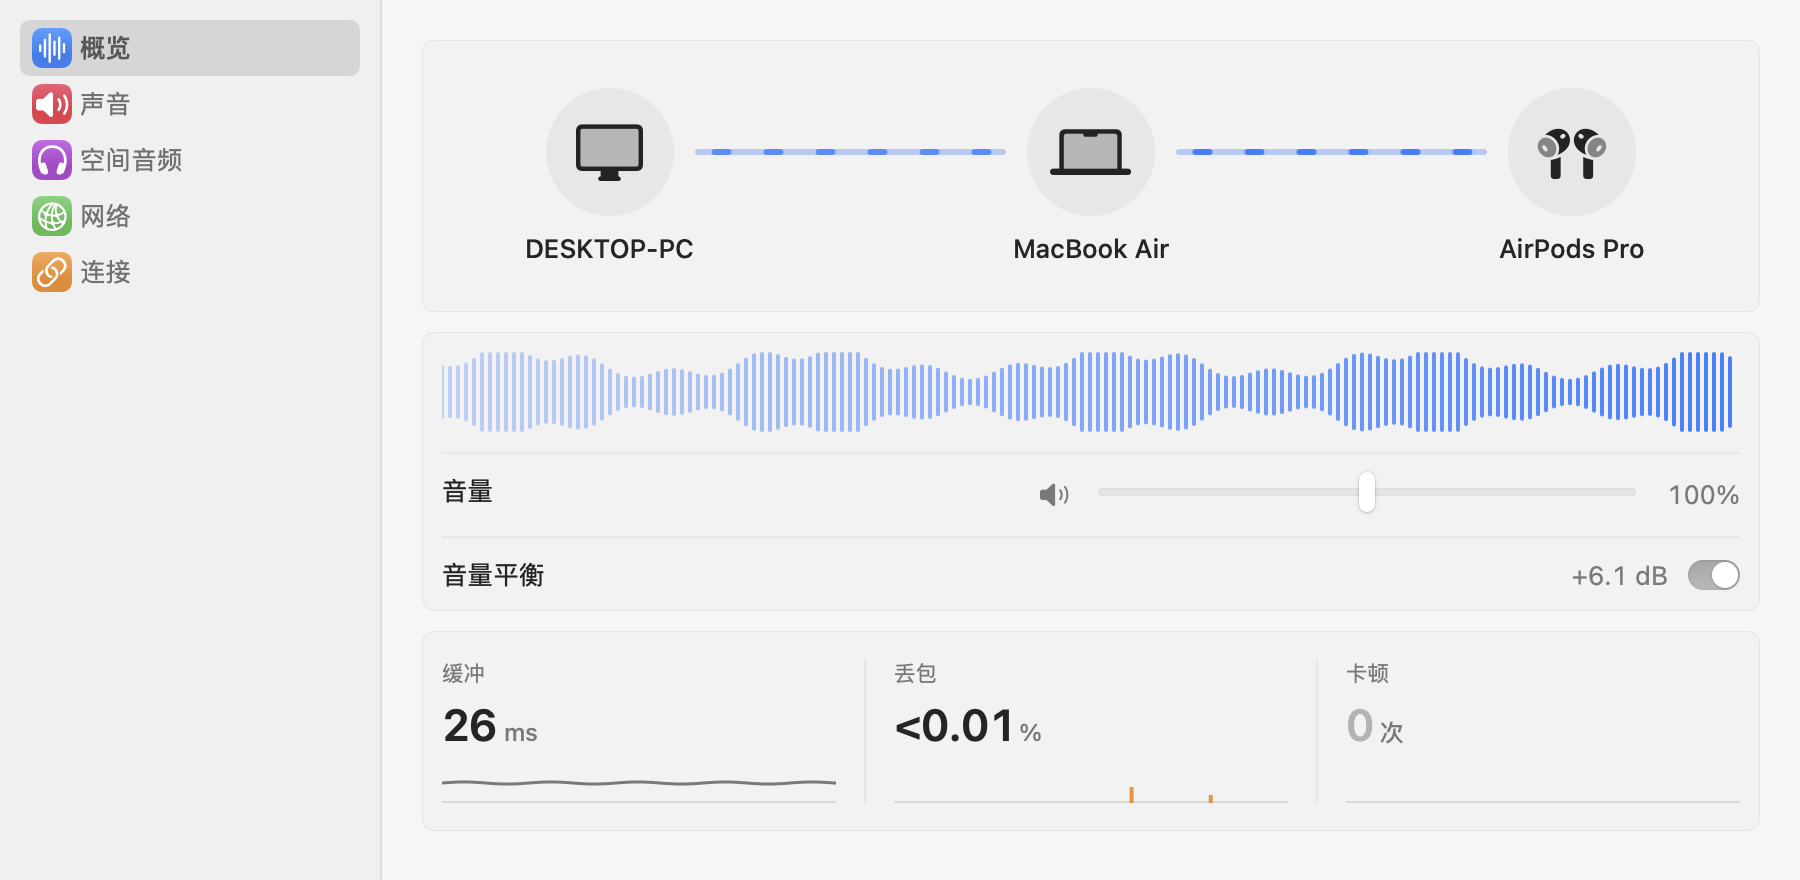 概览
声音
空间音频
网络
连接
DESKTOP-PC
MacBook Air
AirPods Pro
音量
100%
音量平衡
+6.1 dB
缓冲
26 ms
丢包
<0.01 %
卡顿
0 次